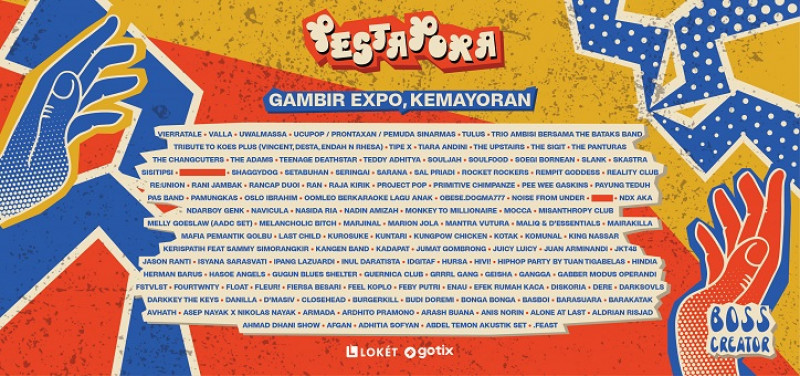 PESTAPORA
GAMBIR EXPO, KEMAYORAN
VIERRATALE • VALLA • UWALMASSA • UCUPOP / PRONTAXAN / PEMUDA SINARMAS • TULUS • TRIO AMBISI BERSAMA THE BATAKS BAND
TRIBUTE TO KOES PLUS (VINCENT, DESTA, ENDAH N RHESA) • TIPE X • TIARA ANDINI • THE UPSTAIRS • THE SIGIT • THE PANTURAS
THE CHANGCUTERS • THE ADAMS • TEENAGE DEATHSTAR • TEDDY ADHITYA • SOULJAH • SOULFOOD • SOEGI BORNEAN • SLANK • SKASTRA
SISITIPSI • SHAGGYDOG • SETABUHAN • SERINGAI • SARANA • SAL PRIADI • ROCKET ROCKERS • REMPIT GODDESS • REALITY CLUB
RE:UNION • RANI JAMBAK • RANCAP DUOI • RAN • RAJA KIRIK • PROJECT POP • PRIMITIVE CHIMPANZE • PEE WEE GASKINS • PAYUNG TEDUH
PAS BAND • PAMUNGKAS • OSLO IBRAHIM • OOMLEO BERKARAOKE LAGU ANAK • OBESE.DOGMA777 • NOISE FROM UNDER • NDX AKA
NDARBOY GENK • NAVICULA • NASIDA RIA • NADIN AMIZAH • MONKEY TO MILLIONAIRE • MOCCA • MISANTHROPY CLUB
MELLY GOESLAW (AADC SET) • MELANCHOLIC BITCH • MARJINAL • MARION JOLA • MANTRA VUTURA • MALIQ & D'ESSENTIALS • MAIRAKILLA
MAFIA PEMANTIK QOLBU • LAST CHILD • KUROSUKE • KUNTARI • KUNGPOW CHICKEN • KOTAK • KOMUNAL • KING NASSAR
KERISPATIH FEAT SAMMY SIMORANGKIR • KANGEN BAND • KADAPAT • JUMAT GOMBRONG • JUICY LUICY • JUAN ARMINANDI • JKT48
JASON RANTI • ISYANA SARASVATI • IPANG LAZUARDI • INUL DARATISTA • IDGITAF • HURSA • HIVI! • HIPHOP PARTY BY TUAN TIGABELAS • HINDIA
HERMAN BARUS • HASOE ANGELS • GUGUN BLUES SHELTER • GUERNICA CLUB • GRRRL GANG • GEISHA • GANGGA • GABBER MODUS OPERANDI
FSTVLST • FOURTWNTY • FLOAT • FLEUR! • FIERSA BESARI • FEEL KOPLO • FEBY PUTRI • ENAU • EFEK RUMAH KACA • DISKORIA • DERE • DARKSOVLS
DARKKEY THE KEYS • DANILLA • D'MASIV • CLOSEHEAD • BURGERKILL • BUDI DOREMI • BONGA BONGA • BASBOI • BARASUARA • BARAKATAK
AVHATH • ASEP NAYAK X NIKOLAS NAYAK • ARMADA • ARDHITO PRAMONO • ARASH BUANA • ANIS NORIN • ALONE AT LAST • ALDRIAN RISJAD
AHMAD DHANI SHOW • AFGAN • ADHITIA SOFYAN • ABDEL TEMON AKUSTIK SET • .FEAST
BOSS
CREATOR
LOKÉT gotix